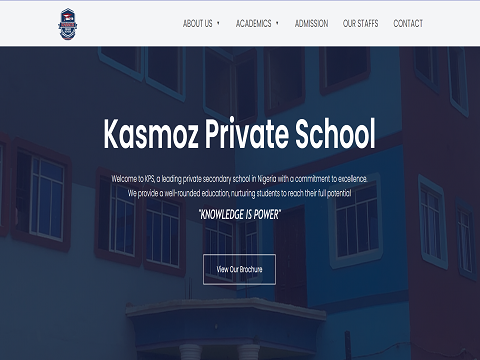 ABOUT US ACADEMICS ADMISSION OUR STAFFS CONTACT
Kasmoz Private School
Welcome to KPS, a leading private secondary school in Nigeria with a commitment to excellence.
We provide a well-rounded education, nurturing students to reach their full potential
"KNOWLEDGE IS POWER"
View Our Brochure